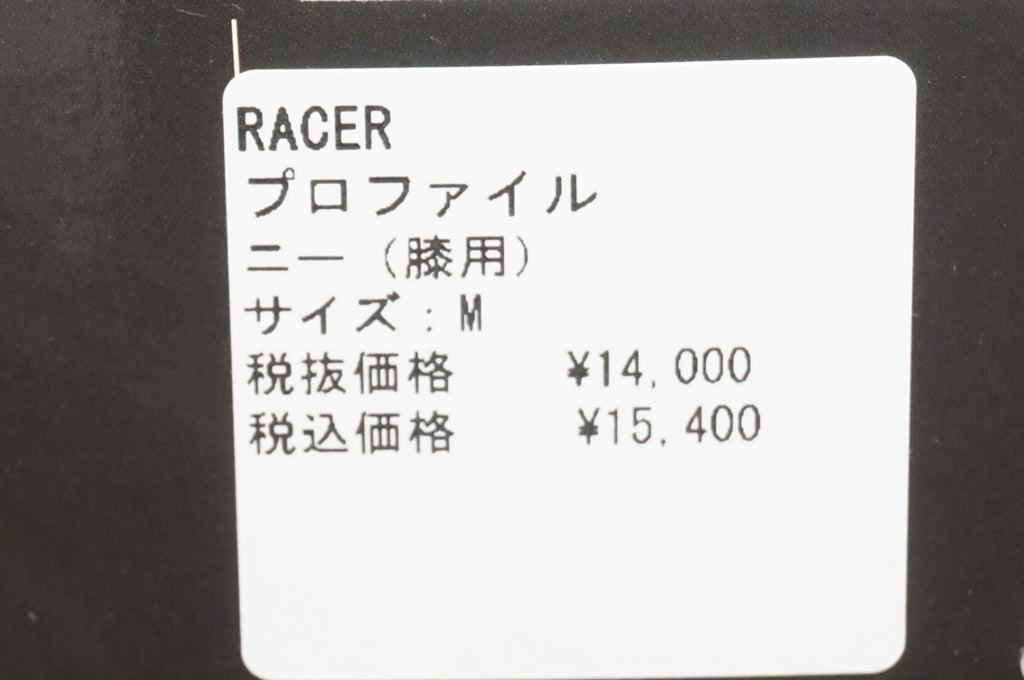 RACER
プロファイル
ニー（膝用）
サイズ：M
税抜価格 ¥14,000
税込価格 ¥15,400